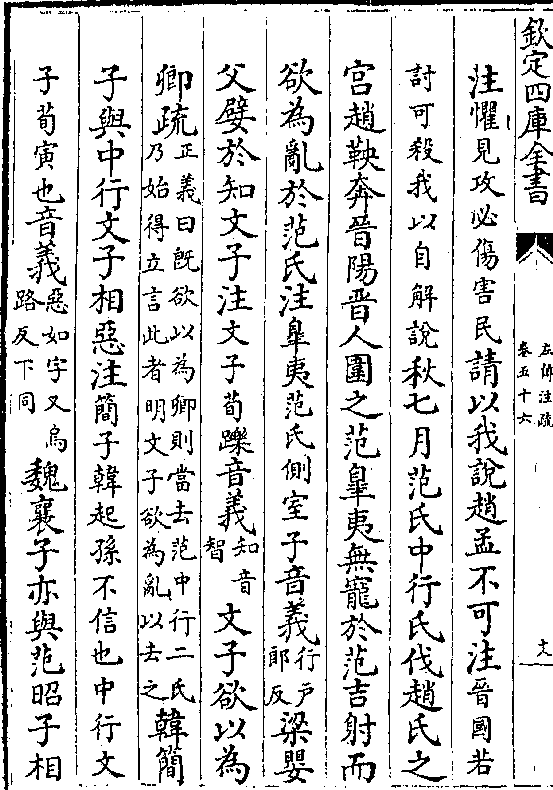 欽定四庫全書
左傳注疏
卷五十六
注懼見攻必傷害民請以我說趙孟不可注晉國若
討可殺我以自解說秋七月范氏中行氏伐趙氏之
宫趙鞅奔晉陽晉人圍之范臯夷無寵於范吉射而
欲為亂於范氏注臯夷范氏側室子音義行户郎反梁嬰
父嬖於知文子注文子荀躒音義知音智文子欲以為
卿疏正義曰既欲以為卿則當去范中行二氏乃始得立言此者明文子欲為亂以去之韓簡
子與中行文子相惡注簡子韓起孫不信也中行文
子荀寅也音義惡如字又烏路反下同魏襄子亦與范昭子相